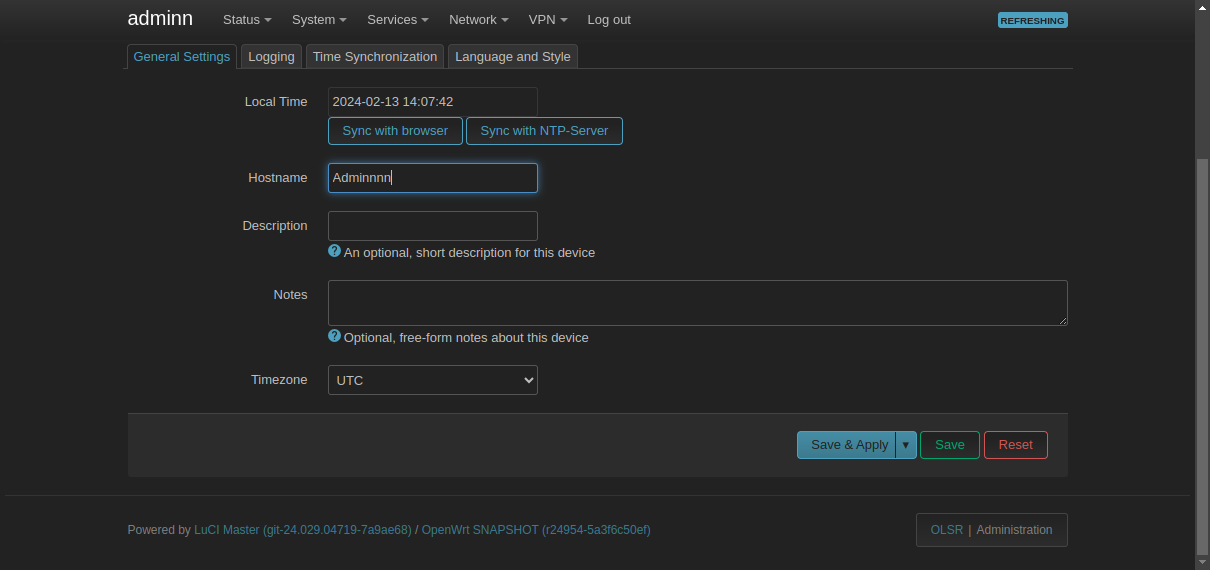 adminn Status System Services Network VPN Log out REFRESHING
General Settings Logging Time Synchronization Language and Style
Local Time 2024-02-13 14:07:42
Sync with browser Sync with NTP-Server
Hostname Adminnnn
Description
? An optional, short description for this device
Notes
? Optional, free-form notes about this device
Timezone UTC
Save & Apply Save Reset
Powered by LuCI Master (git-24.029.04719-7a9ae68) / OpenWrt SNAPSHOT (r24954-5a3f6c50ef) OLSR | Administration